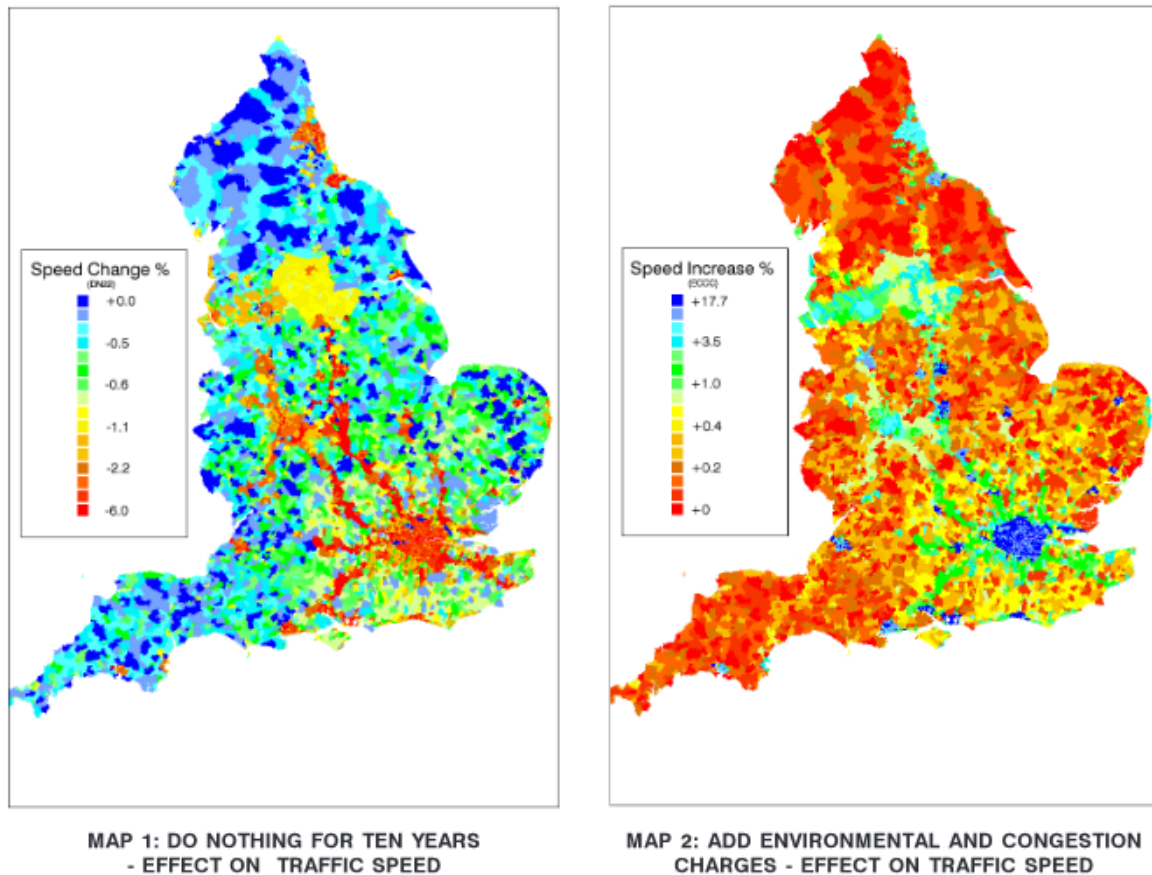 Speed Change %
(DN22)
+0.0
-0.5
-0.6
-1.1
-2.2
-6.0
MAP 1: DO NOTHING FOR TEN YEARS
- EFFECT ON TRAFFIC SPEED
Speed Increase %
(ECCC)
+17.7
+3.5
+1.0
+0.4
+0.2
+0
MAP 2: ADD ENVIRONMENTAL AND CONGESTION
CHARGES - EFFECT ON TRAFFIC SPEED